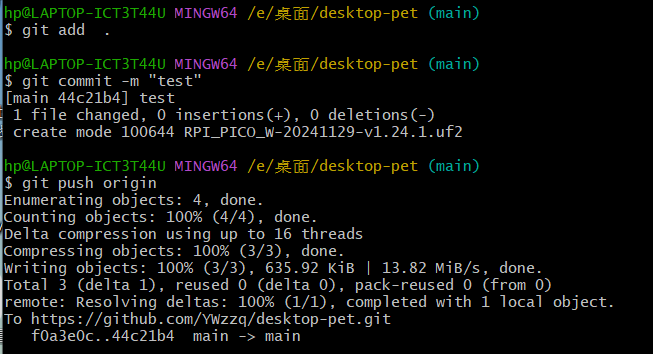 hp@LAPTOP-ICT3T44U MINGW64 /e/桌面/desktop-pet (main)
$ git add  .
hp@LAPTOP-ICT3T44U MINGW64 /e/桌面/desktop-pet (main)
$ git commit -m "test"
[main 44c21b4] test
 1 file changed, 0 insertions(+), 0 deletions(-)
 create mode 100644 RPI_PICO_W-20241129-v1.24.1.uf2
hp@LAPTOP-ICT3T44U MINGW64 /e/桌面/desktop-pet (main)
$ git push origin
Enumerating objects: 4, done.
Counting objects: 100% (4/4), done.
Delta compression using up to 16 threads
Compressing objects: 100% (3/3), done.
Writing objects: 100% (3/3), 635.92 KiB | 13.82 MiB/s, done.
Total 3 (delta 1), reused 0 (delta 0), pack-reused 0 (from 0)
remote: Resolving deltas: 100% (1/1), completed with 1 local object.
To https://github.com/YWzzq/desktop-pet.git
   f0a3e0c..44c21b4  main -> main